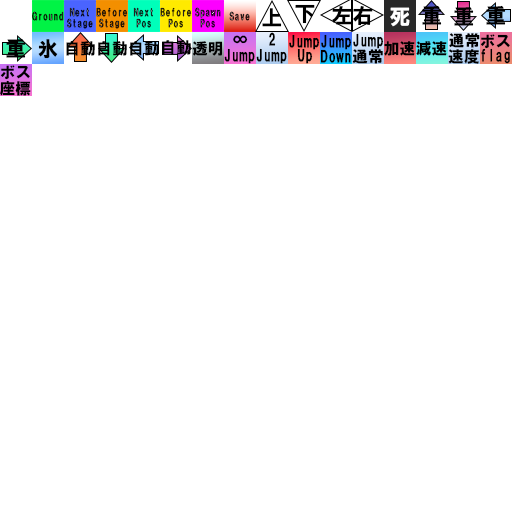 Ground
Next
Stage
Before
Stage
Next
Pos
Before
Pos
Spawn
Pos
Save
上
下
左右
死
重
重
重
重
氷
自動
自動
自動
自動
透明
∞
Jump
2
Jump
Jump
Up
Jump
Down
Jump
通常
加速
減速
通常
速度
ボス
flag
ボス
座標